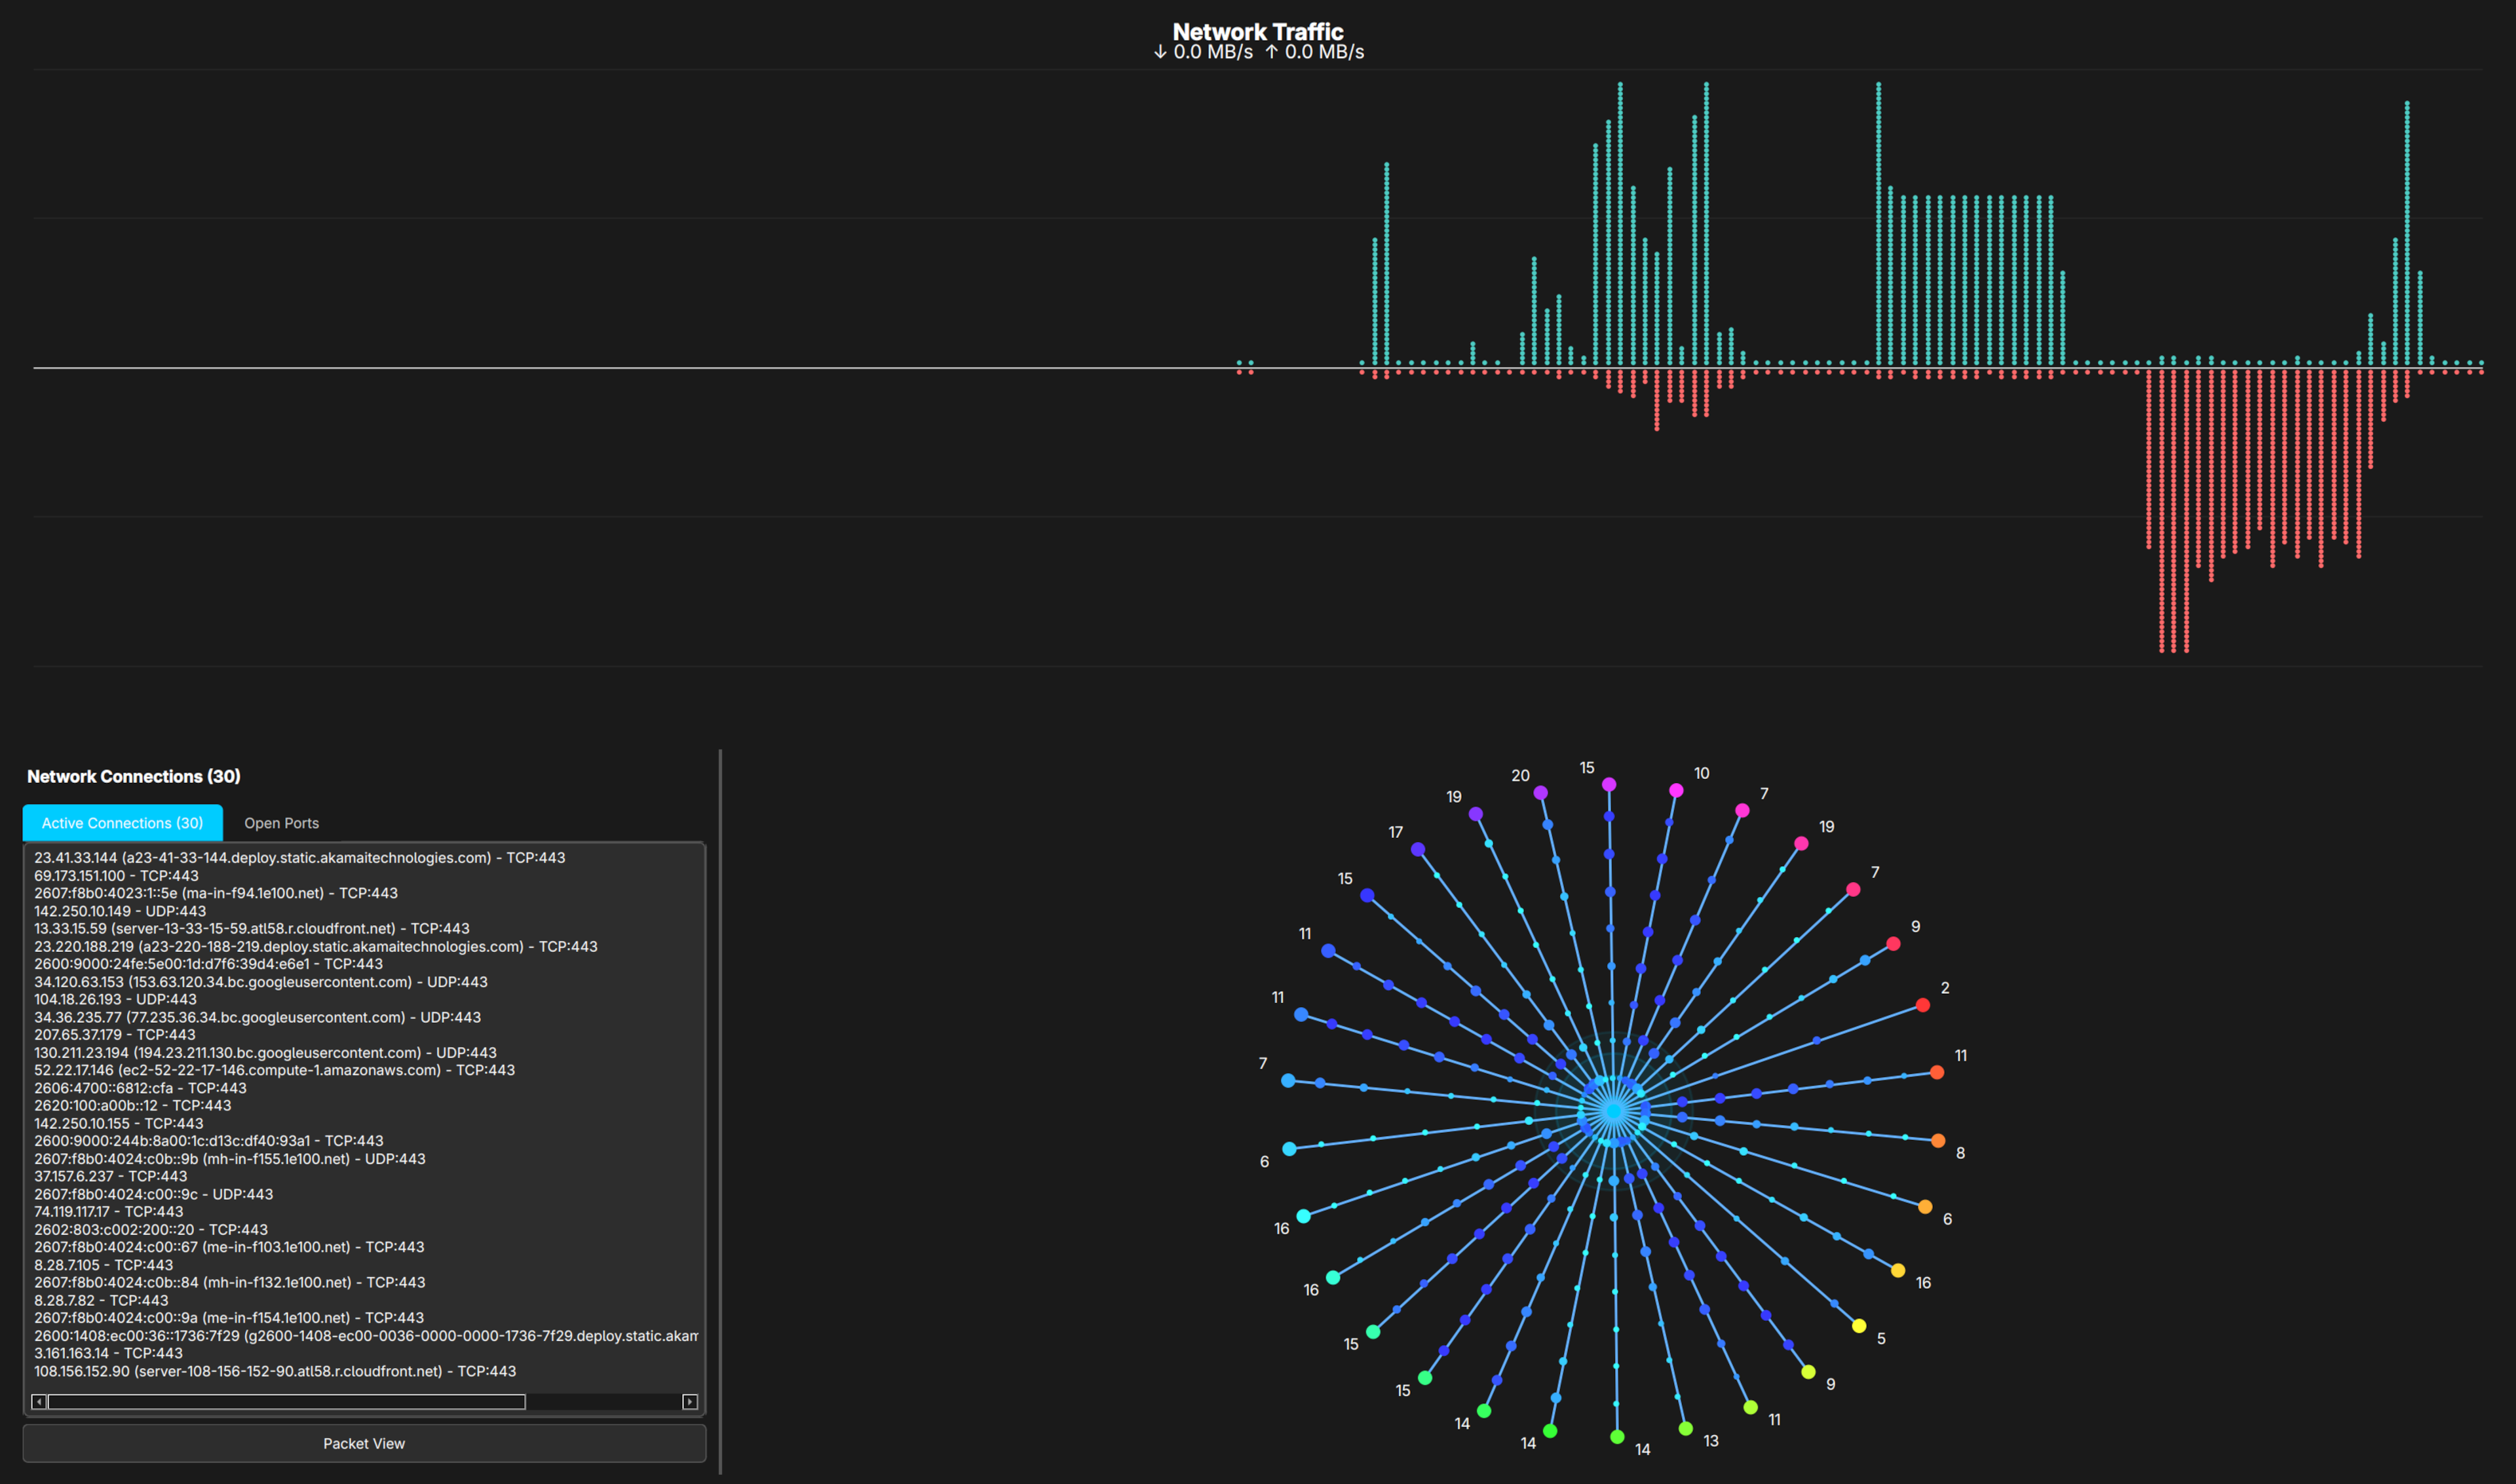 Network Traffic
↓ 0.0 MB/s ↑ 0.0 MB/s
Network Connections (30)
Active Connections (30) Open Ports
23.41.33.144 (a23-41-33-144.deploy.static.akamaitechnologies.com) - TCP:443
69.173.151.100 - TCP:443
2607:f8b0:4023:1::5e (ma-in-f94.1e100.net) - TCP:443
142.250.10.149 - UDP:443
13.33.15.59 (server-13-33-15-59.atl58.r.cloudfront.net) - TCP:443
23.220.188.219 (a23-220-188-219.deploy.static.akamaitechnologies.com) - TCP:443
2600:9000:24fe:5e00:1d:d7f6:39d4:e6e1 - TCP:443
34.120.63.153 (153.63.120.34.bc.googleusercontent.com) - UDP:443
104.18.26.193 - UDP:443
34.36.235.77 (77.235.36.34.bc.googleusercontent.com) - UDP:443
207.65.37.179 - TCP:443
130.211.23.194 (194.23.211.130.bc.googleusercontent.com) - UDP:443
52.22.17.146 (ec2-52-22-17-146.compute-1.amazonaws.com) - TCP:443
2606:4700::6812:cfa - TCP:443
2620:100:a00b::12 - TCP:443
142.250.10.155 - TCP:443
2600:9000:244b:8a00:1c:d13c:df40:93a1 - TCP:443
2607:f8b0:4024:c0b::9b (mh-in-f155.1e100.net) - UDP:443
37.157.6.237 - TCP:443
2607:f8b0:4024:c00::9c - UDP:443
74.119.117.17 - TCP:443
2602:803:c002:200::20 - TCP:443
2607:f8b0:4024:c00::67 (me-in-f103.1e100.net) - TCP:443
8.28.7.105 - TCP:443
2607:f8b0:4024:c0b::84 (mh-in-f132.1e100.net) - TCP:443
8.28.7.82 - TCP:443
2607:f8b0:4024:c00::9a (me-in-f154.1e100.net) - TCP:443
2600:1408:ec00:36::1736:7f29 (g2600-1408-ec00-0036-0000-0000-1736-7f29.deploy.static.akam
3.161.163.14 - TCP:443
108.156.152.90 (server-108-156-152-90.atl58.r.cloudfront.net) - TCP:443
Packet View
15
10
7
19
7
9
2
11
8
6
16
5
9
11
13
14
14
14
15
15
16
16
6
7
11
11
15
17
19
20